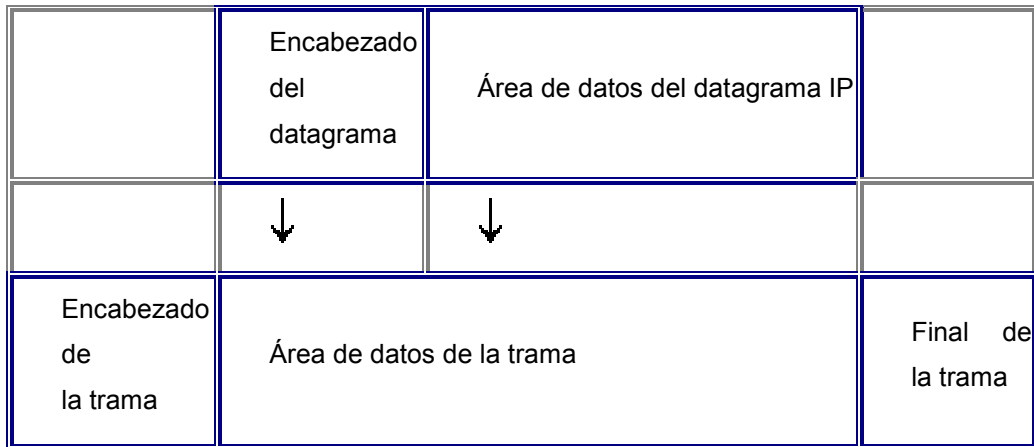 Encabezado
del
datagrama
Área de datos del datagrama IP
Encabezado
de
la trama
Área de datos de la trama
Final de
la trama